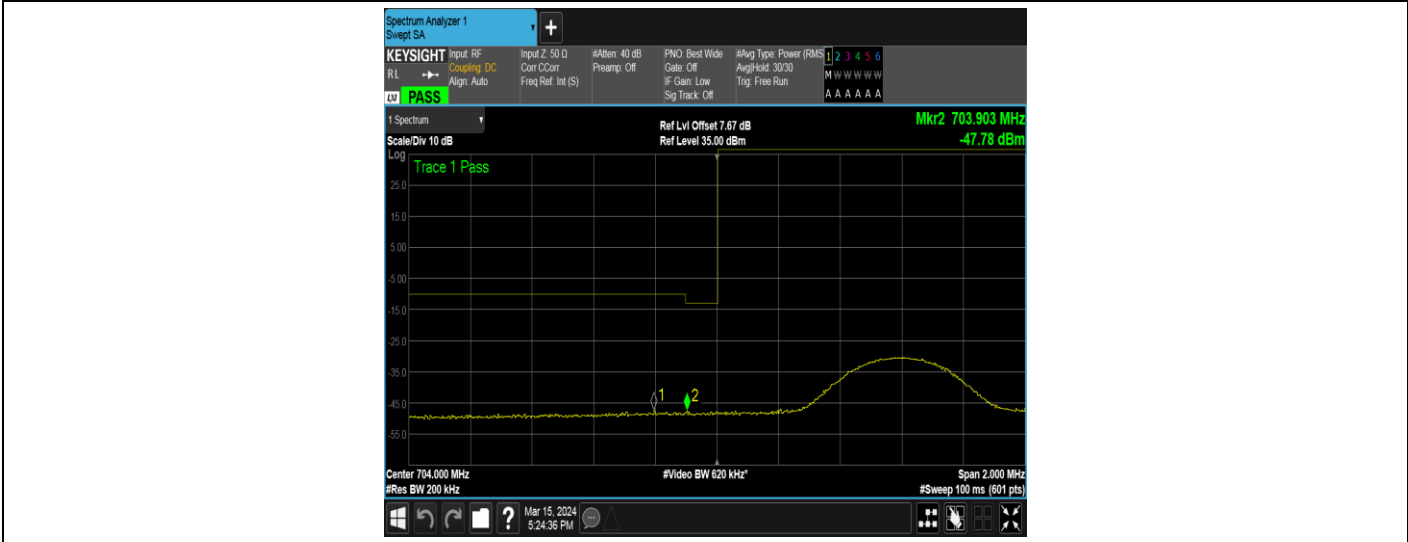 Spectrum Analyzer 1
Swept SA
+
KEYSIGHT Input: RF Input Z: 50 Ω #Atten: 40 dB PNO: Best Wide #Avg Type: Power (RMS 1 2 3 4 5 6
RL Coupling: DC Corr CCorr Preamp: Off Gate: Off Avg|Hold: 30/30 M W W W W W
Align: Auto Freq Ref: Int (S) IF Gain: Low Trig: Free Run
LXI PASS Sig Track: Off A A A A A A
1 Spectrum Ref Lvl Offset 7.67 dB Mkr2 703.903 MHz
Scale/Div 10 dB Ref Level 35.00 dBm -47.78 dBm
Log
Trace 1 Pass
25.0
15.0
5.00
-5.00
-15.0
-25.0
-35.0
1 2
-45.0
-55.0
Center 704.000 MHz #Video BW 620 kHz* Span 2.000 MHz
#Res BW 200 kHz #Sweep 100 ms (601 pts)
? Mar 15, 2024
5:24:36 PM